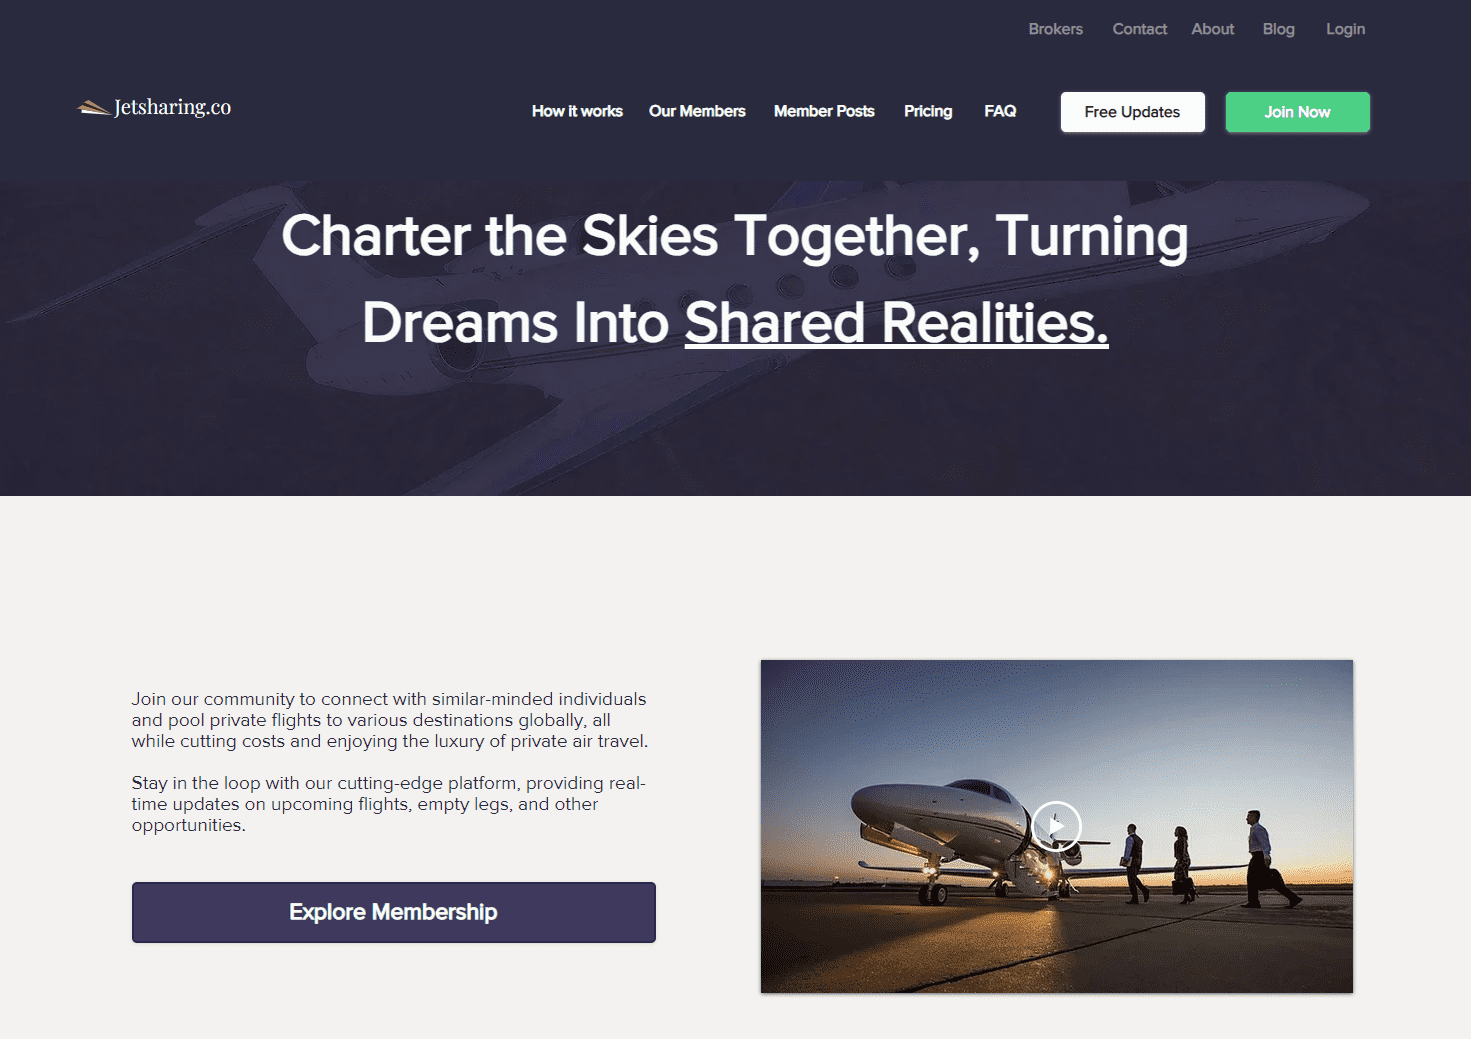 Brokers Contact About Blog Login
Jetsharing.co
How it works Our Members Member Posts Pricing FAQ Free Updates Join Now
Charter the Skies Together, Turning
Dreams Into Shared Realities.
Join our community to connect with similar-minded individuals
and pool private flights to various destinations globally, all
while cutting costs and enjoying the luxury of private air travel.
Stay in the loop with our cutting-edge platform, providing real-
time updates on upcoming flights, empty legs, and other
opportunities.
Explore Membership